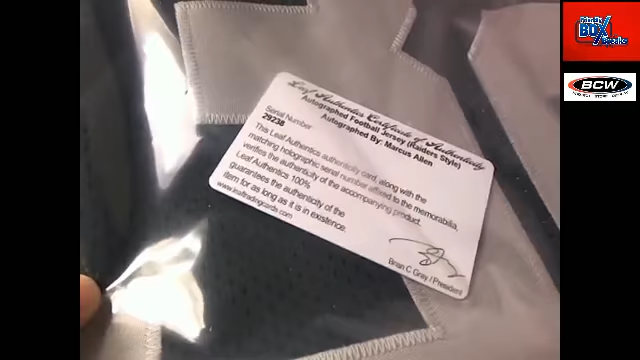 Leaf Authentics Certificate of Authenticity
Autographed Football Jersey (Raiders Style)
Autographed By: Marcus Allen
Serial Number:
29238
This Leaf Authentics authenticity card, along with the
matching holographic serial number affixed to the memorabilia,
verifies the authenticity of the accompanying product.
Leaf Authentics 100%
guarantees the authenticity of the
item for as long as it is in existence.
www.leaftradingcards.com
Brian C Gray / President
BOX
BCW